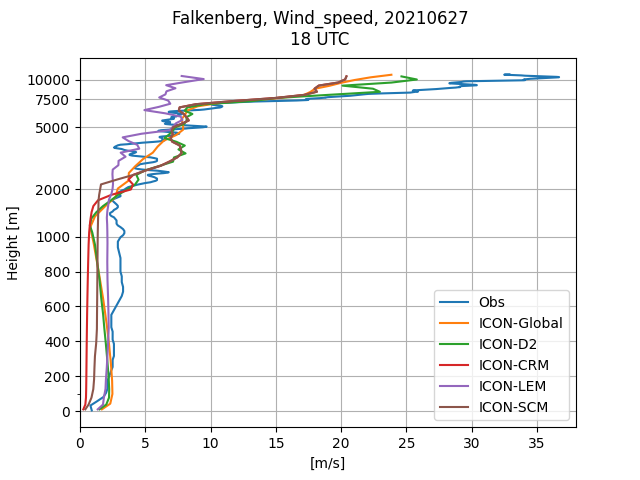 Falkenberg, Wind_speed, 20210627
18 UTC
Height [m]
10000
7500
5000
2000
1000
800
600
400
200
0
Obs
ICON-Global
ICON-D2
ICON-CRM
ICON-LEM
ICON-SCM
0 5 10 15 20 25 30 35
[m/s]